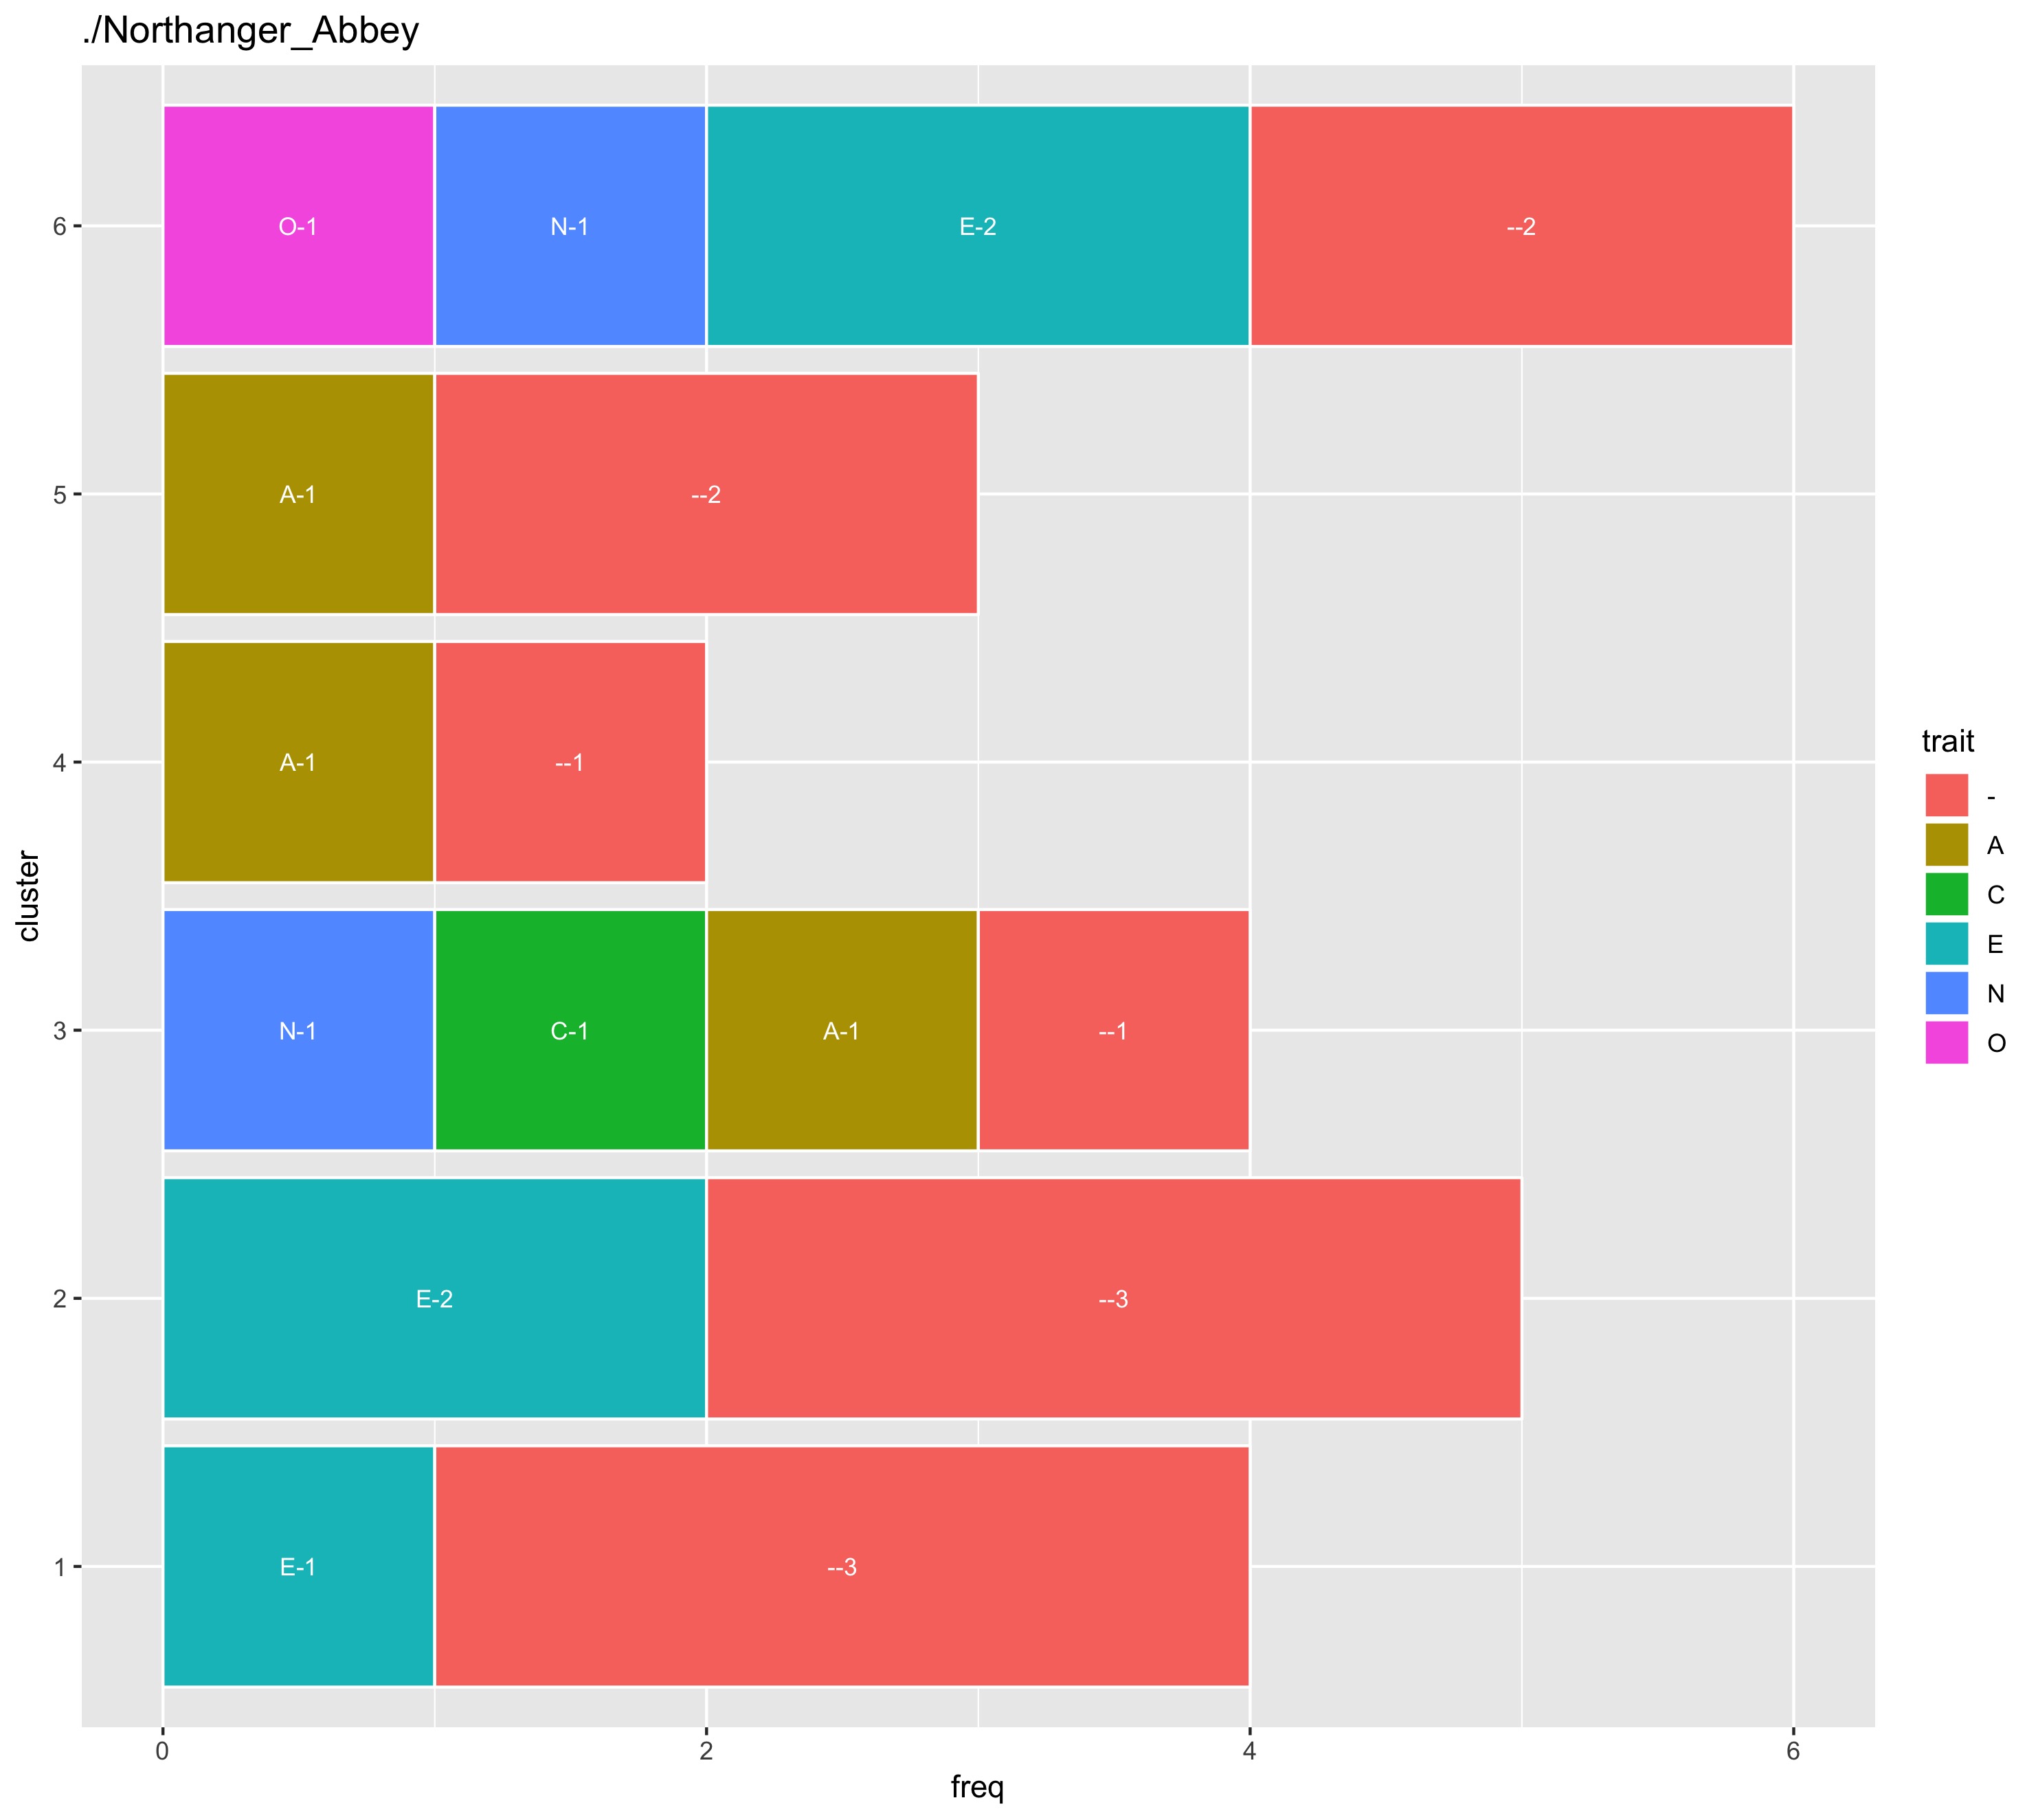 ./Northanger_Abbey
6
O-1 N-1 E-2 --2
5
A-1 --2
4
A-1 --1
3
N-1 C-1 A-1 --1
2
E-2 --3
1
E-1 --3
cluster
0 2 4 6
freq
trait
-
A
C
E
N
O